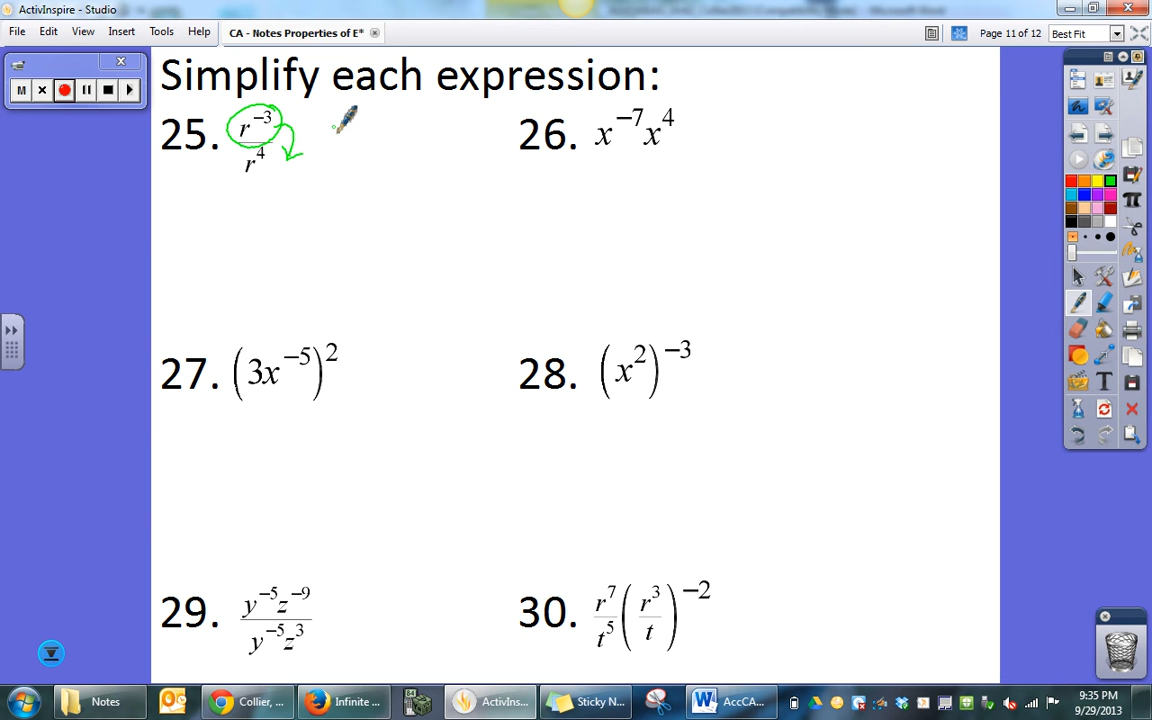 ActivInspire - Studio
File Edit View Insert Tools Help CA - Notes Properties of E* Page 11 of 12 Best Fit
M
Simplify each expression:
25. r^{-3}/r^4 26. x^{-7}x^4
27. (3x^{-5})^2 28. (x^2)^{-3}
29. y^{-5}z^{-9}/y^{-5}z^3 30. r^7/t^5 (r^3/t)^{-2}
Notes Collier, ... Infinite ... ActivIns... Sticky N... AccCA...
9:35 PM
9/29/2013